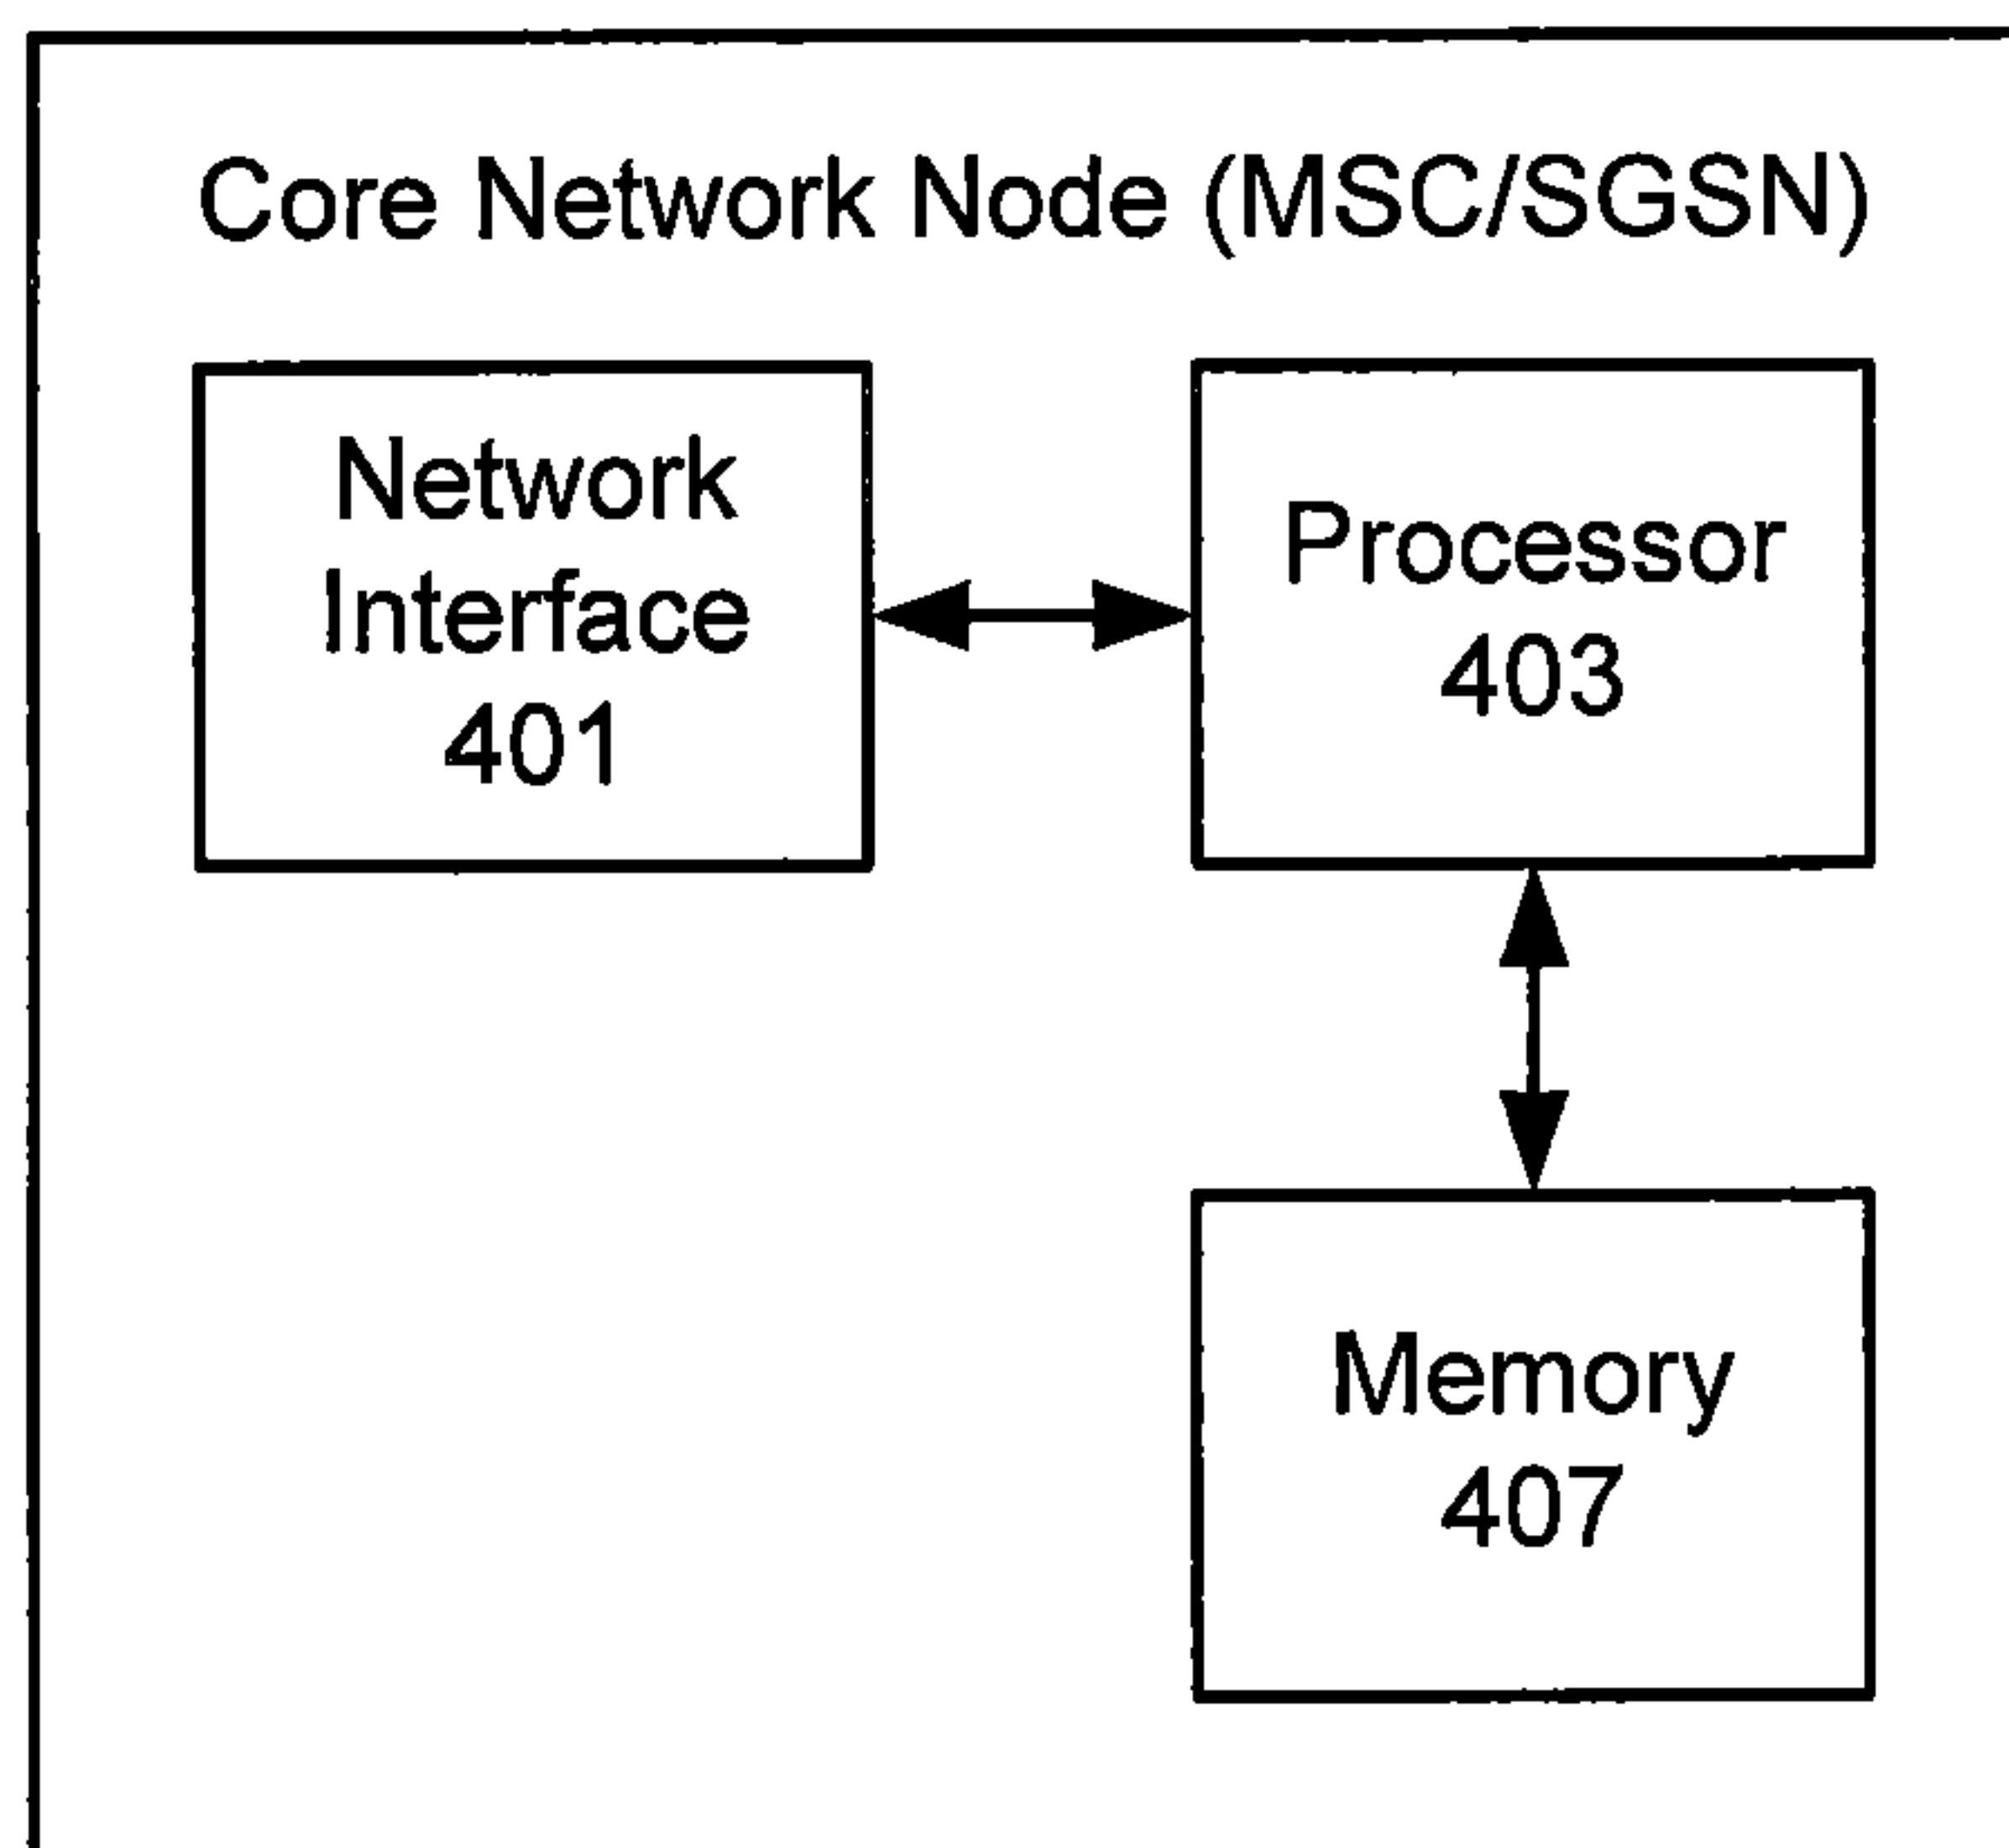 Core Network Node (MSC/SGSN)
Network
Interface
401
Processor
403
Memory
407